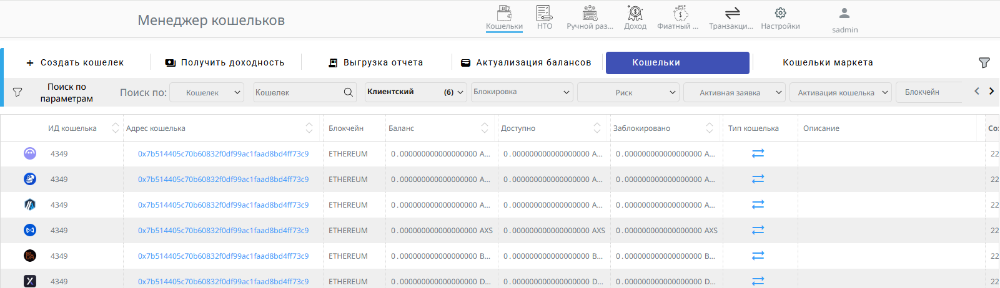 Менеджер кошельков
Кошельки
НТО
Ручной раз...
Доход
Фиатный ...
Транзакци...
Настройки
sadmin
+ Создать кошелек
Получить доходность
Выгрузка отчета
Актуализация балансов
Кошельки
Кошельки маркета
Поиск по
параметрам
Поиск по:
Кошелек
Кошелек
Клиентский (6)
Блокировка
Риск
Активная заявка
Активация кошелька
Блокчейн
ИД кошелька Адрес кошелька Блокчейн Баланс Доступно Заблокировано Тип кошелька Описание Со
4349 0x7b514405c70b60832f0df99ac1faad8bd4ff73c9 ETHEREUM 0.000000000000000000 A... 0.000000000000000000 A... 0.000000000000000000 A... 22
4349 0x7b514405c70b60832f0df99ac1faad8bd4ff73c9 ETHEREUM 0.000000000000000000 A... 0.000000000000000000 A... 0.000000000000000000 A... 22
4349 0x7b514405c70b60832f0df99ac1faad8bd4ff73c9 ETHEREUM 0.000000000000000000 A... 0.000000000000000000 A... 0.000000000000000000 A... 22
4349 0x7b514405c70b60832f0df99ac1faad8bd4ff73c9 ETHEREUM 0.000000000000000000 AXS 0.000000000000000000 AXS 0.000000000000000000 AXS 22
4349 0x7b514405c70b60832f0df99ac1faad8bd4ff73c9 ETHEREUM 0.000000000000000000 B... 0.000000000000000000 B... 0.000000000000000000 B... 22
4349 0x7b514405c70b60832f0df99ac1faad8bd4ff73c9 ETHEREUM 0.000000000000000000 D... 0.000000000000000000 D... 0.000000000000000000 D... 22